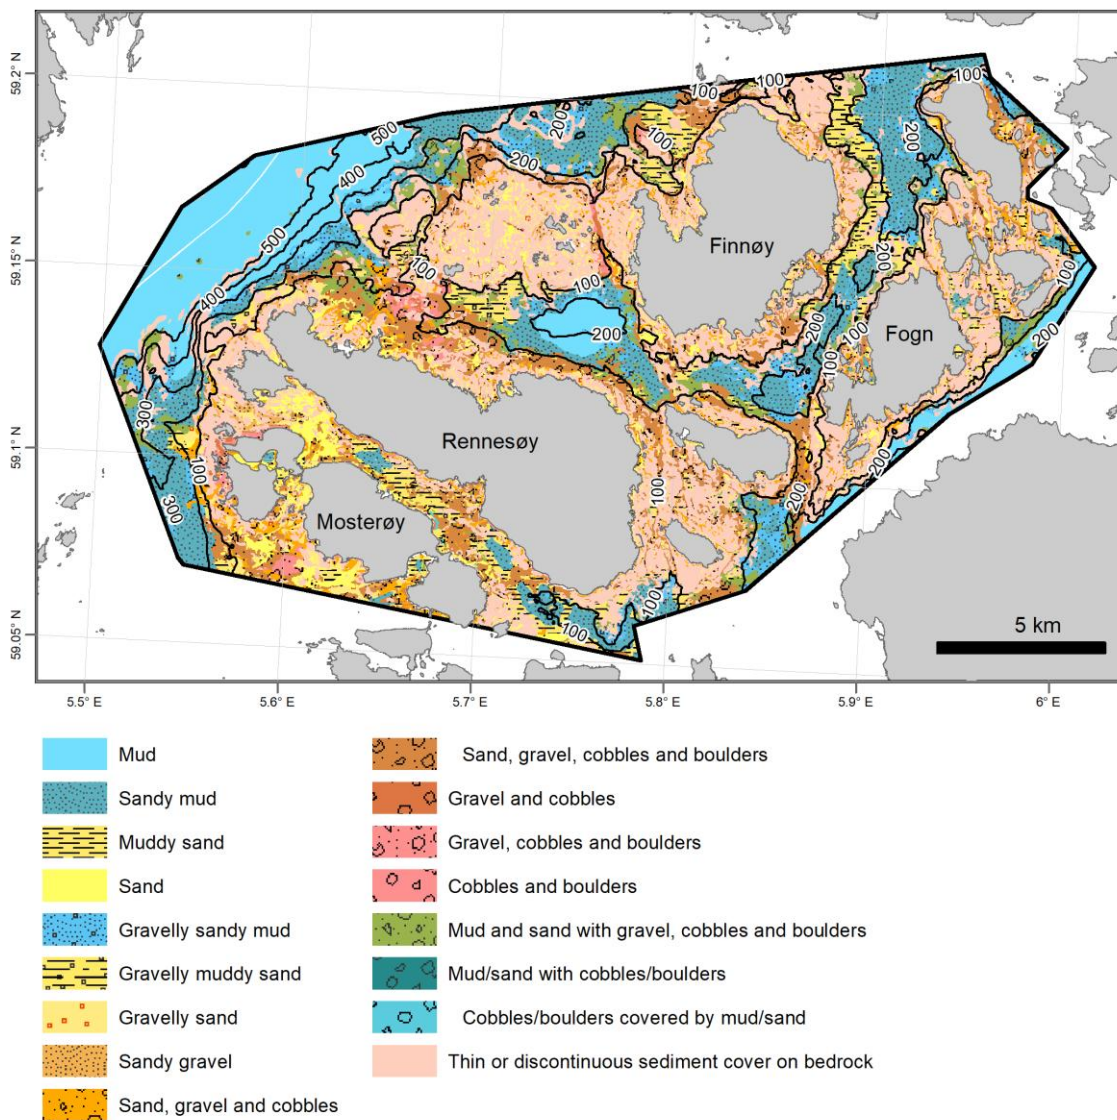 59.2° N
59.15° N
59.1° N
59.05° N
100
100
100
500
200
200
400
100
200
200
Finnøy
500
100
200
100
100
400
200
200
100
Fogn
200
300
100
Rennesøy
100
200
100
200
300
Mosterøy
100
100
5 km
5.5° E
5.6° E
5.7° E
5.8° E
5.9° E
6° E
Mud
Sandy mud
Muddy sand
Sand
Gravelly sandy mud
Gravelly muddy sand
Gravelly sand
Sandy gravel
Sand, gravel and cobbles
Sand, gravel, cobbles and boulders
Gravel and cobbles
Gravel, cobbles and boulders
Cobbles and boulders
Mud and sand with gravel, cobbles and boulders
Mud/sand with cobbles/boulders
Cobbles/boulders covered by mud/sand
Thin or discontinuous sediment cover on bedrock